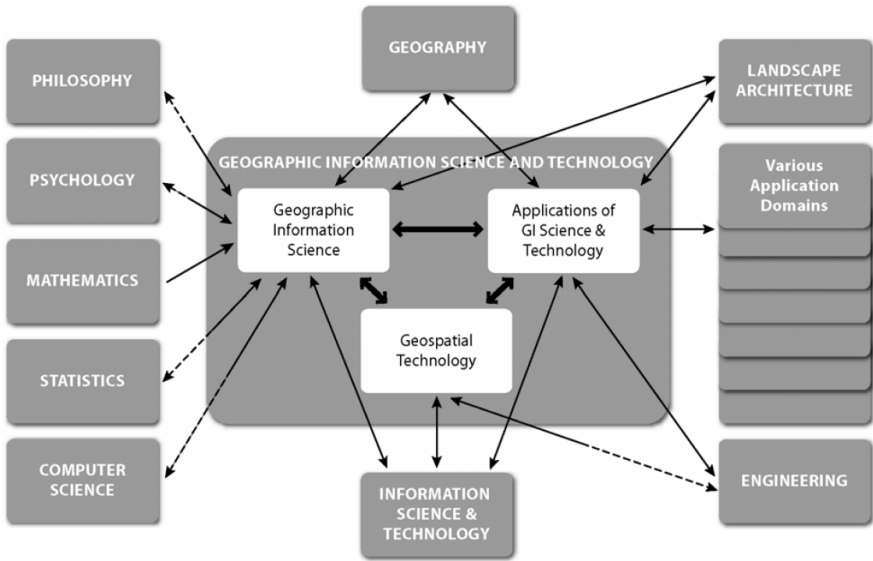 GEOGRAPHY
PHILOSOPHY
LANDSCAPE
ARCHITECTURE
GEOGRAPHIC INFORMATION SCIENCE AND TECHNOLOGY
PSYCHOLOGY
Various
Application
Domains
Geographic
Information
Science
Applications of
GI Science &
Technology
MATHEMATICS
Geospatial
Technology
STATISTICS
COMPUTER
SCIENCE
INFORMATION
SCIENCE &
TECHNOLOGY
ENGINEERING